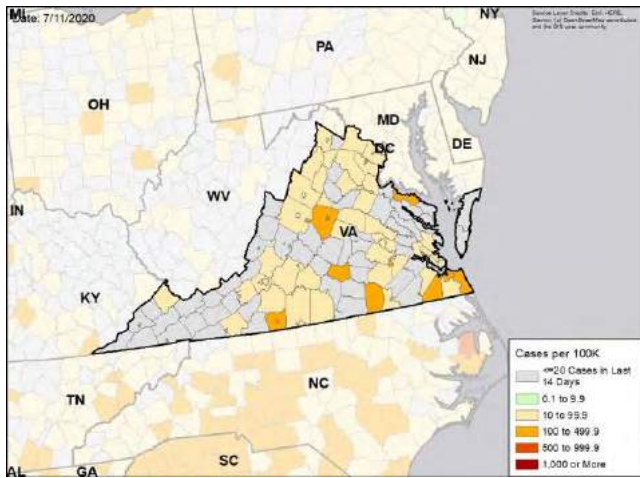 MI
Date: 7/11/2020
NY
PA
OH
NJ
MD
DE
DC
WV
IN
VA
KY
TN
NC
SC
AL
GA
Cases per 100K
<=20 Cases in Last
14 Days
0.1 to 9.9
10 to 99.9
100 to 499.9
500 to 999.9
1,000 or More